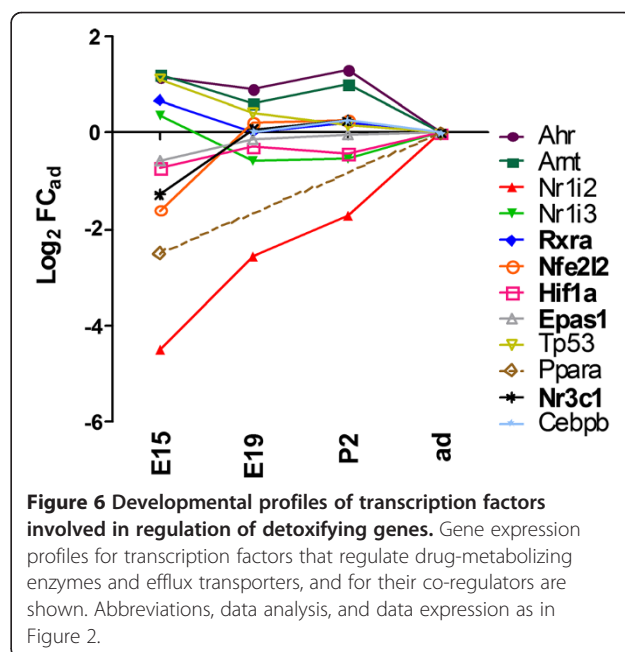 2
0
-2
-4
-6
Log2 FCad
E15
E19
P2
ad
Ahr
Arnt
Nr1i2
Nr1i3
Rxra
Nfe2l2
Hif1a
Epas1
Tp53
Ppara
Nr3c1
Cebpb
Figure 6 Developmental profiles of transcription factors
involved in regulation of detoxifying genes. Gene expression
profiles for transcription factors that regulate drug-metabolizing
enzymes and efflux transporters, and for their co-regulators are
shown. Abbreviations, data analysis, and data expression as in
Figure 2.